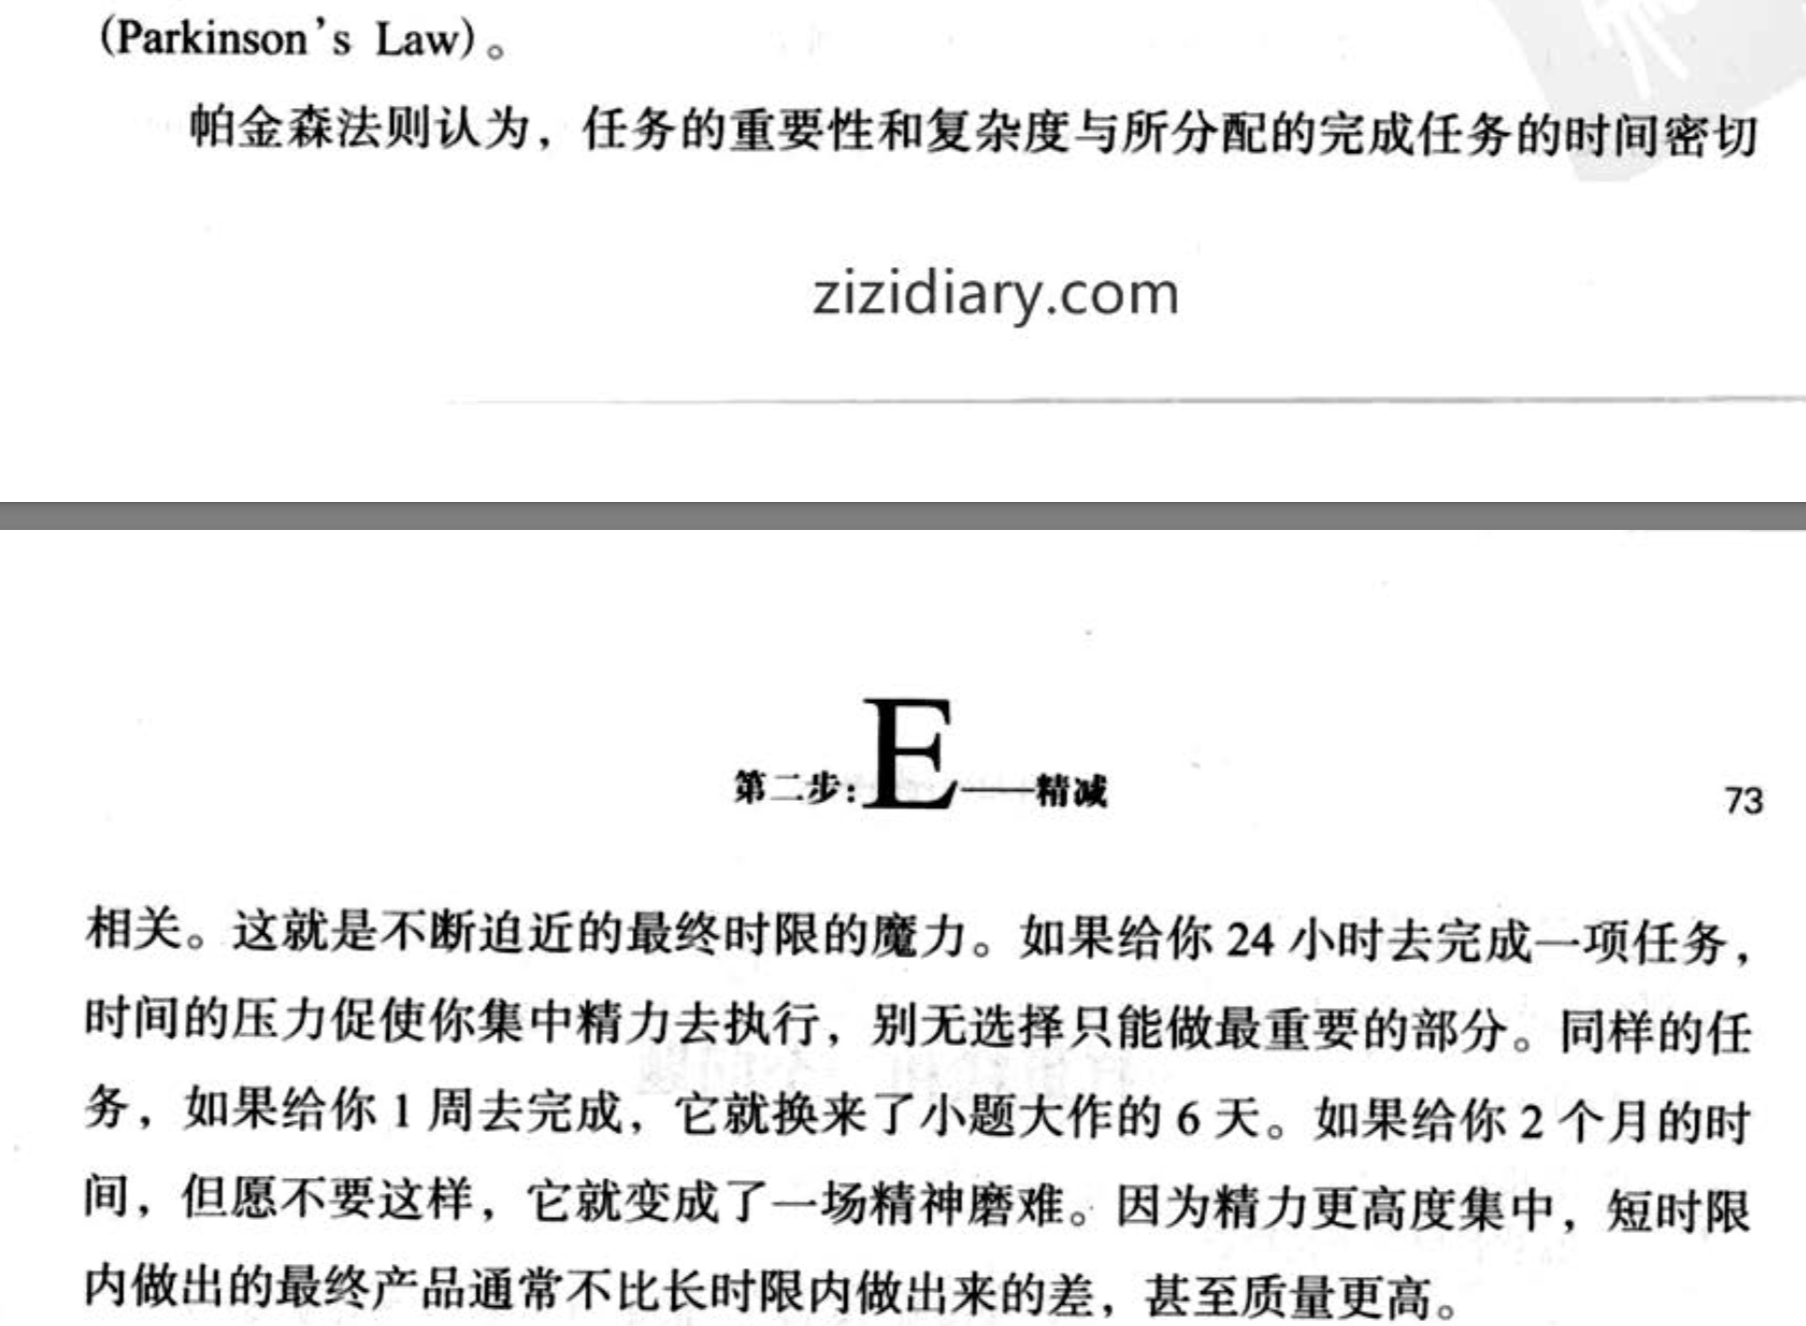 (Parkinson's Law)。
帕金森法则认为，任务的重要性和复杂度与所分配的完成任务的时间密切
zizidiary.com
第二步：E——精减
73
相关。这就是不断迫近的最终时限的魔力。如果给你 24 小时去完成一项任务，
时间的压力促使你集中精力去执行，别无选择只能做最重要的部分。同样的任
务，如果给你 1 周去完成，它就换来了小题大作的 6 天。如果给你 2 个月的时
间，但愿不要这样，它就变成了一场精神磨难。因为精力更高度集中，短时限
内做出的最终产品通常不比长时限内做出来的差，甚至质量更高。